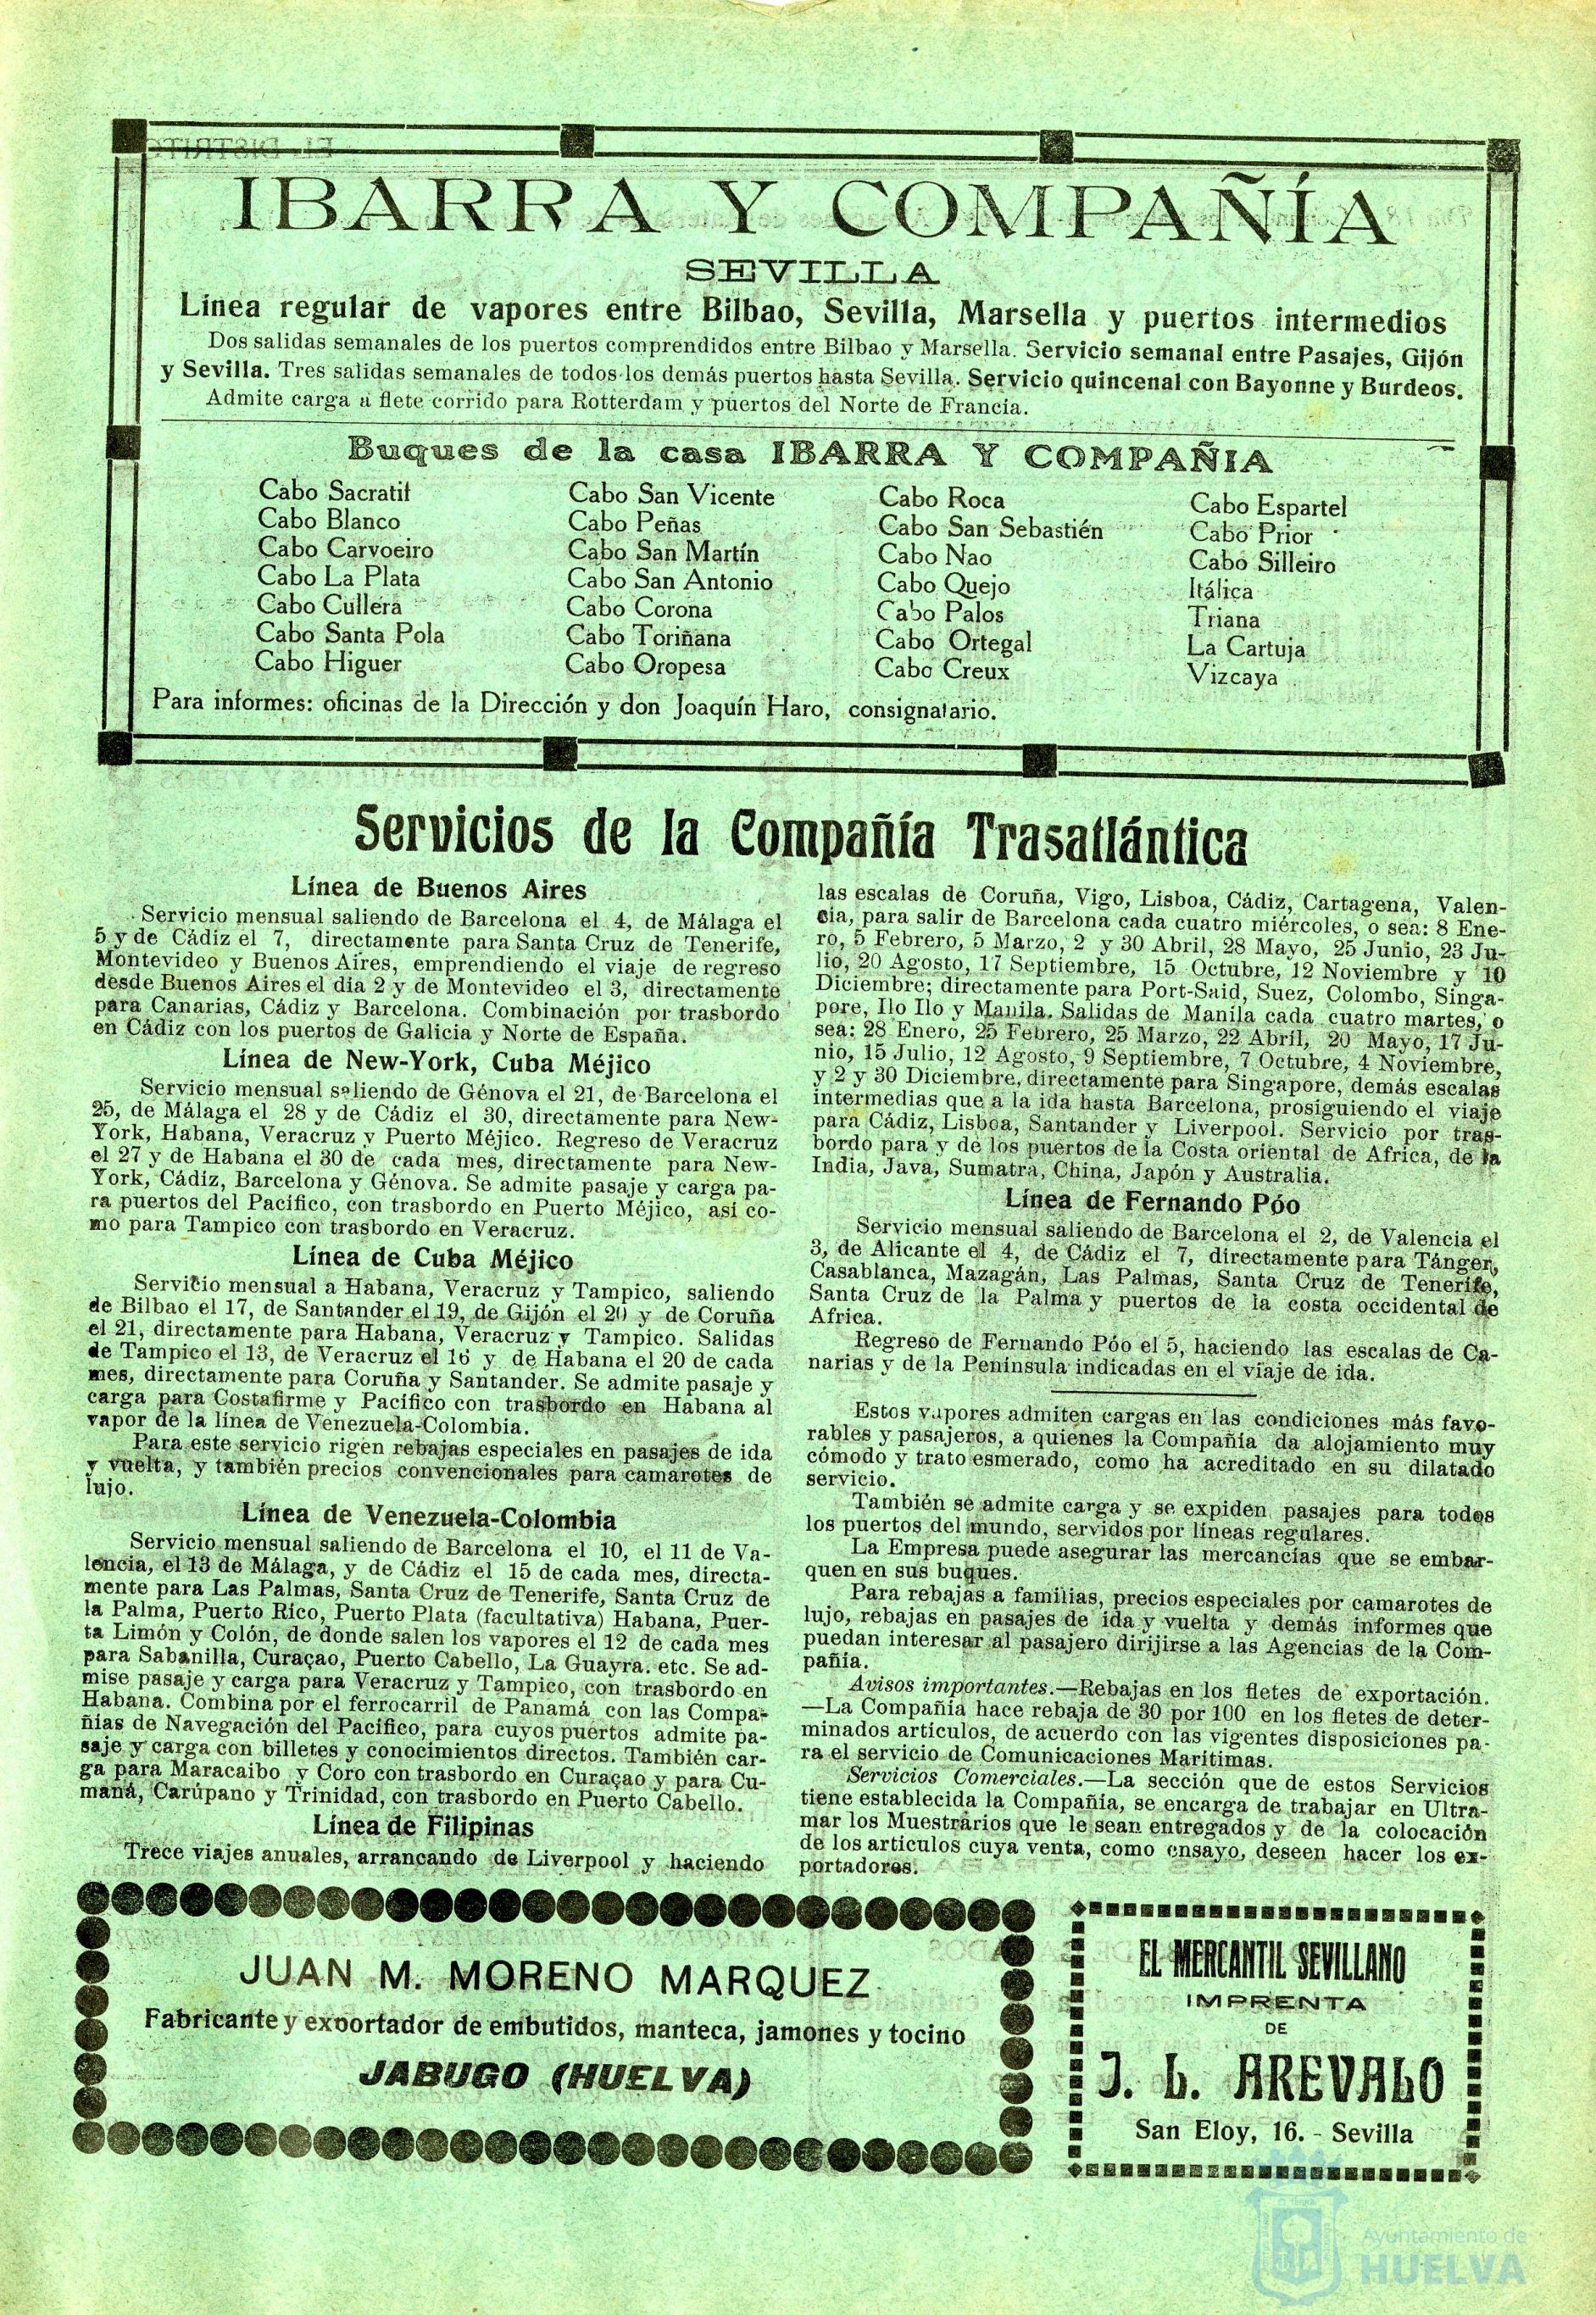 IBARRA Y COMPAÑÍA
SEVILLA
Línea regular de vapores entre Bilbao, Sevilla, Marsella y puertos intermedios
Dos salidas semanales de los puertos comprendidos entre Bilbao y Marsella. Servicio semanal entre Pasajes, Gijón
y Sevilla. Tres salidas semanales de todos los demás puertos hasta Sevilla. Servicio quincenal con Bayonne y Burdeos.
Admite carga a flete corrido para Rotterdam y puertos del Norte de Francia.
Buques de la casa IBARRA Y COMPAÑIA
Cabo Sacratif
Cabo Blanco
Cabo Carvoeiro
Cabo La Plata
Cabo Cullera
Cabo Santa Pola
Cabo Higuer
Cabo San Vicente
Cabo Peñas
Cabo San Martín
Cabo San Antonio
Cabo Corona
Cabo Toriñana
Cabo Oropesa
Cabo Roca
Cabo San Sebastién
Cabo Nao
Cabo Quejo
Cabo Palos
Cabo Ortegal
Cabo Creux
Cabo Espartel
Cabo Prior
Cabo Silleiro
Itálica
Triana
La Cartuja
Vizcaya
Para informes: oficinas de la Dirección y don Joaquín Haro, consignatario.
Servicios de la Compañía Trasatlántica
Línea de Buenos Aires
Servicio mensual saliendo de Barcelona el 4, de Málaga el
5 y de Cádiz el 7, directamente para Santa Cruz de Tenerife,
Montevideo y Buenos Aires, emprendiendo el viaje de regreso
desde Buenos Aires el dia 2 y de Montevideo el 3, directamente
para Canarias, Cádiz y Barcelona. Combinación por trasbordo
en Cádiz con los puertos de Galicia y Norte de España.
Línea de New-York, Cuba Méjico
Servicio mensual saliendo de Génova el 21, de Barcelona el
25, de Málaga el 28 y de Cádiz el 30, directamente para New-
York, Habana, Veracruz y Puerto Méjico. Regreso de Veracruz
el 27 y de Habana el 30 de cada mes, directamente para New-
York, Cádiz, Barcelona y Génova. Se admite pasaje y carga pa-
ra puertos del Pacífico, con trasbordo en Puerto Méjico, así co-
mo para Tampico con trasbordo en Veracruz.
Línea de Cuba Méjico
Servicio mensual a Habana, Veracruz y Tampico, saliendo
de Bilbao el 17, de Santander el 19, de Gijón el 20 y de Coruña
el 21, directamente para Habana, Veracruz y Tampico. Salidas
de Tampico el 13, de Veracruz el 16 y de Habana el 20 de cada
mes, directamente para Coruña y Santander. Se admite pasaje y
carga para Costafirme y Pacífico con trasbordo en Habana al
vapor de la línea de Venezuela-Colombia.
Para este servicio rigen rebajas especiales en pasajes de ida
y vuelta, y también precios convencionales para camarotes de
lujo.
Línea de Venezuela-Colombia
Servicio mensual saliendo de Barcelona el 10, el 11 de Va-
lencia, el 13 de Málaga, y de Cádiz el 15 de cada mes, directa-
mente para Las Palmas, Santa Cruz de Tenerife, Santa Cruz de
la Palma, Puerto Rico, Puerto Plata (facultativa) Habana, Puer-
ta Limón y Colón, de donde salen los vapores el 12 de cada mes
para Sabanilla, Curaçao, Puerto Cabello, La Guayra. etc. Se ad-
mise pasaje y carga para Veracruz y Tampico, con trasbordo en
Habana. Combina por el ferrocarril de Panamá con las Compa-
ñias de Navegación del Pacífico, para cuyos puertos admite pa-
saje y carga con billetes y conocimientos directos. También car-
ga para Maracaibo y Coro con trasbordo en Curaçao y para Cu-
maná, Carúpano y Trinidad, con trasbordo en Puerto Cabello.
Línea de Filipinas
Trece viajes anuales, arrancando de Liverpool y haciendo
las escalas de Coruña, Vigo, Lisboa, Cádiz, Cartagena, Valen-
cia, para salir de Barcelona cada cuatro miércoles, o sea: 8 Ene-
ro, 5 Febrero, 5 Marzo, 2 y 30 Abril, 28 Mayo, 25 Junio, 23 Ju-
lio, 20 Agosto, 17 Septiembre, 15 Octubre, 12 Noviembre y 10
Diciembre; directamente para Port-Said, Suez, Colombo, Singa-
pore, Ilo Ilo y Manila. Salidas de Manila cada cuatro martes, o
sea: 28 Enero, 25 Febrero, 25 Marzo, 22 Abril, 20 Mayo, 17 Ju-
nio, 15 Julio, 12 Agosto, 9 Septiembre, 7 Octubre, 4 Noviembre,
y 2 y 30 Diciembre, directamente para Singapore, demás escalas
intermedias que a la ida hasta Barcelona, prosiguiendo el viaje
para Cádiz, Lisboa, Santander y Liverpool. Servicio por tras-
bordo para y de los puertos de la Costa oriental de Africa, de la
India, Java, Sumatra, China, Japón y Australia.
Línea de Fernando Póo
Servicio mensual saliendo de Barcelona el 2, de Valencia el
3, de Alicante el 4, de Cádiz el 7, directamente para Tánger,
Casablanca, Mazagán, Las Palmas, Santa Cruz de Tenerife,
Santa Cruz de la Palma y puertos de la costa occidental de
Africa.
Regreso de Fernando Póo el 5, haciendo las escalas de Ca-
narias y de la Península indicadas en el viaje de ida.
Estos vapores admiten cargas en las condiciones más favo-
rables y pasajeros, a quienes la Compañía da alojamiento muy
cómodo y trato esmerado, como ha acreditado en su dilatado
servicio.
También se admite carga y se expiden pasajes para todos
los puertos del mundo, servidos por líneas regulares.
La Empresa puede asegurar las mercancías que se embar-
quen en sus buques.
Para rebajas a familias, precios especiales por camarotes de
lujo, rebajas en pasajes de ida y vuelta y demás informes que
puedan interesar al pasajero dirijirse a las Agencias de la Com-
pañía.
Avisos importantes.—Rebajas en los fletes de exportación.
—La Compañía hace rebaja de 30 por 100 en los fletes de deter-
minados artículos, de acuerdo con las vigentes disposiciones pa-
ra el servicio de Comunicaciones Marítimas.
Servicios Comerciales.—La sección que de estos Servicios
tiene establecida la Compañía, se encarga de trabajar en Ultra-
mar los Muestrarios que le sean entregados y de la colocación
de los artículos cuya venta, como ensayo, deseen hacer los ex-
portadores.
JUAN M. MORENO MARQUEZ
Fabricante y exportador de embutidos, manteca, jamones y tocino
JABUGO (HUELVA)
EL MERCANTIL SEVILLANO
IMPRENTA
DE
J. L. AREVALO
San Eloy, 16. - Sevilla
Ayuntamiento de
HUELVA